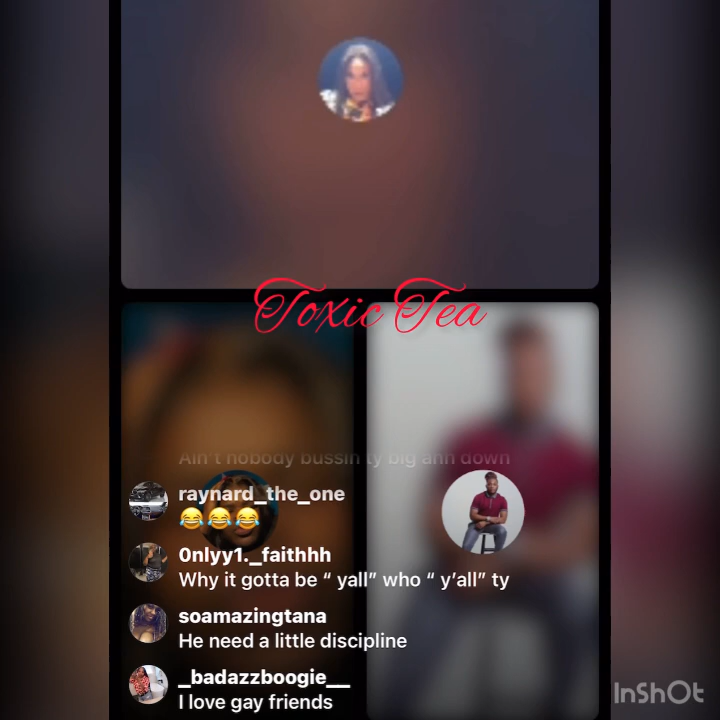 Toxic Tea
Ain't nobody bussin ty big ahh down
raynard_the_one
😂😂😂
0nlyy1._faithhh
Why it gotta be “ yall” who “ y’all” ty
soamazingtana
He need a little discipline
_badazzboogie__
I love gay friends
InShOt